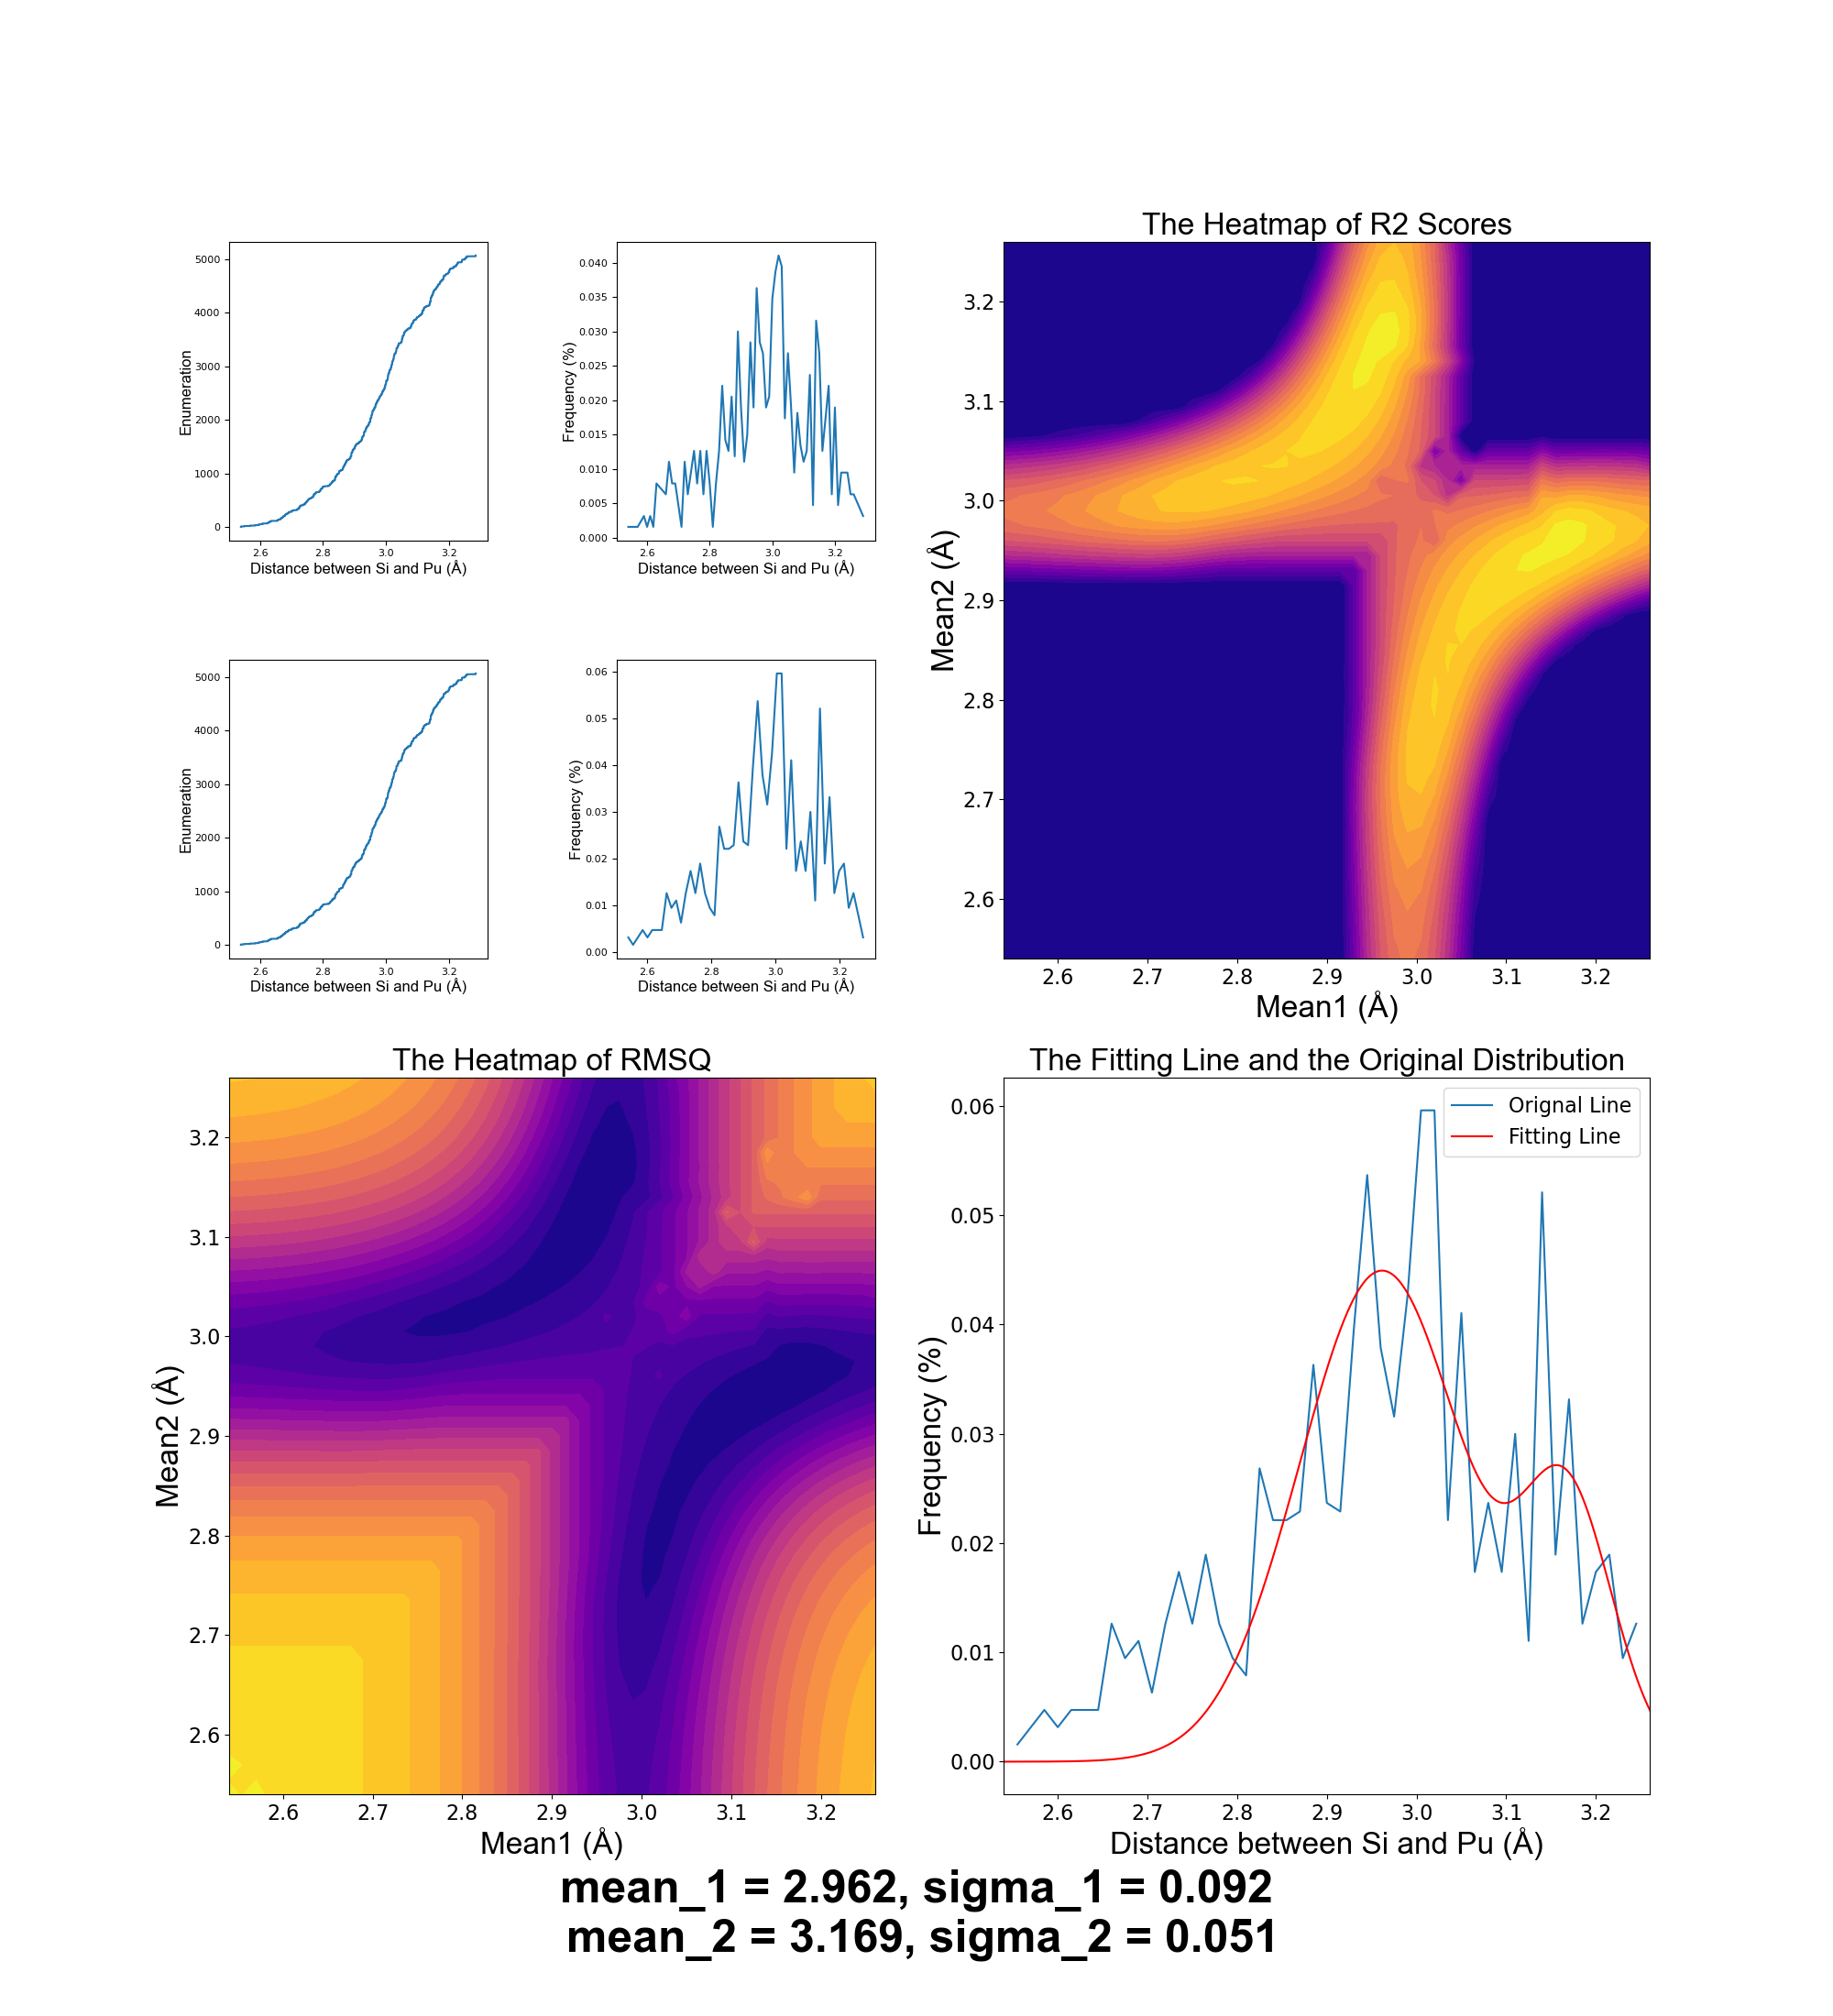 The Heatmap of R2 Scores
5000
4000
3000
2000
1000
0
Enumeration
2.6 2.8 3.0 3.2
Distance between Si and Pu (Å)
0.040
0.035
0.030
0.025
0.020
0.015
0.010
0.005
0.000
Frequency (%)
2.6 2.8 3.0 3.2
Distance between Si and Pu (Å)
3.2
3.1
3.0
2.9
2.8
2.7
2.6
Mean2 (Å)
2.6 2.7 2.8 2.9 3.0 3.1 3.2
Mean1 (Å)
5000
4000
3000
2000
1000
0
Enumeration
2.6 2.8 3.0 3.2
Distance between Si and Pu (Å)
0.06
0.05
0.04
0.03
0.02
0.01
0.00
Frequency (%)
2.6 2.8 3.0 3.2
Distance between Si and Pu (Å)
The Heatmap of RMSQ
3.2
3.1
3.0
2.9
2.8
2.7
2.6
Mean2 (Å)
2.6 2.7 2.8 2.9 3.0 3.1 3.2
Mean1 (Å)
The Fitting Line and the Original Distribution
Orignal Line
Fitting Line
0.06
0.05
0.04
0.03
0.02
0.01
0.00
Frequency (%)
2.6 2.7 2.8 2.9 3.0 3.1 3.2
Distance between Si and Pu (Å)
mean_1 = 2.962, sigma_1 = 0.092
mean_2 = 3.169, sigma_2 = 0.051